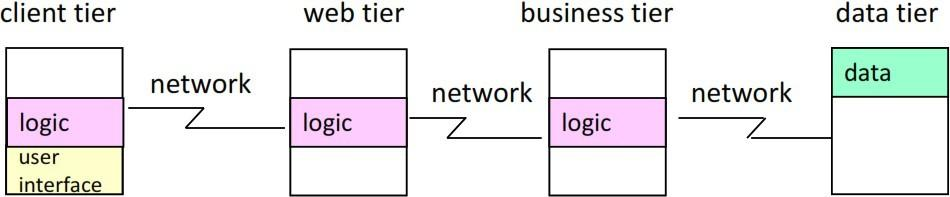 client tier
web tier
business tier
data tier
network
network
network
data
logic
logic
logic
user
interface